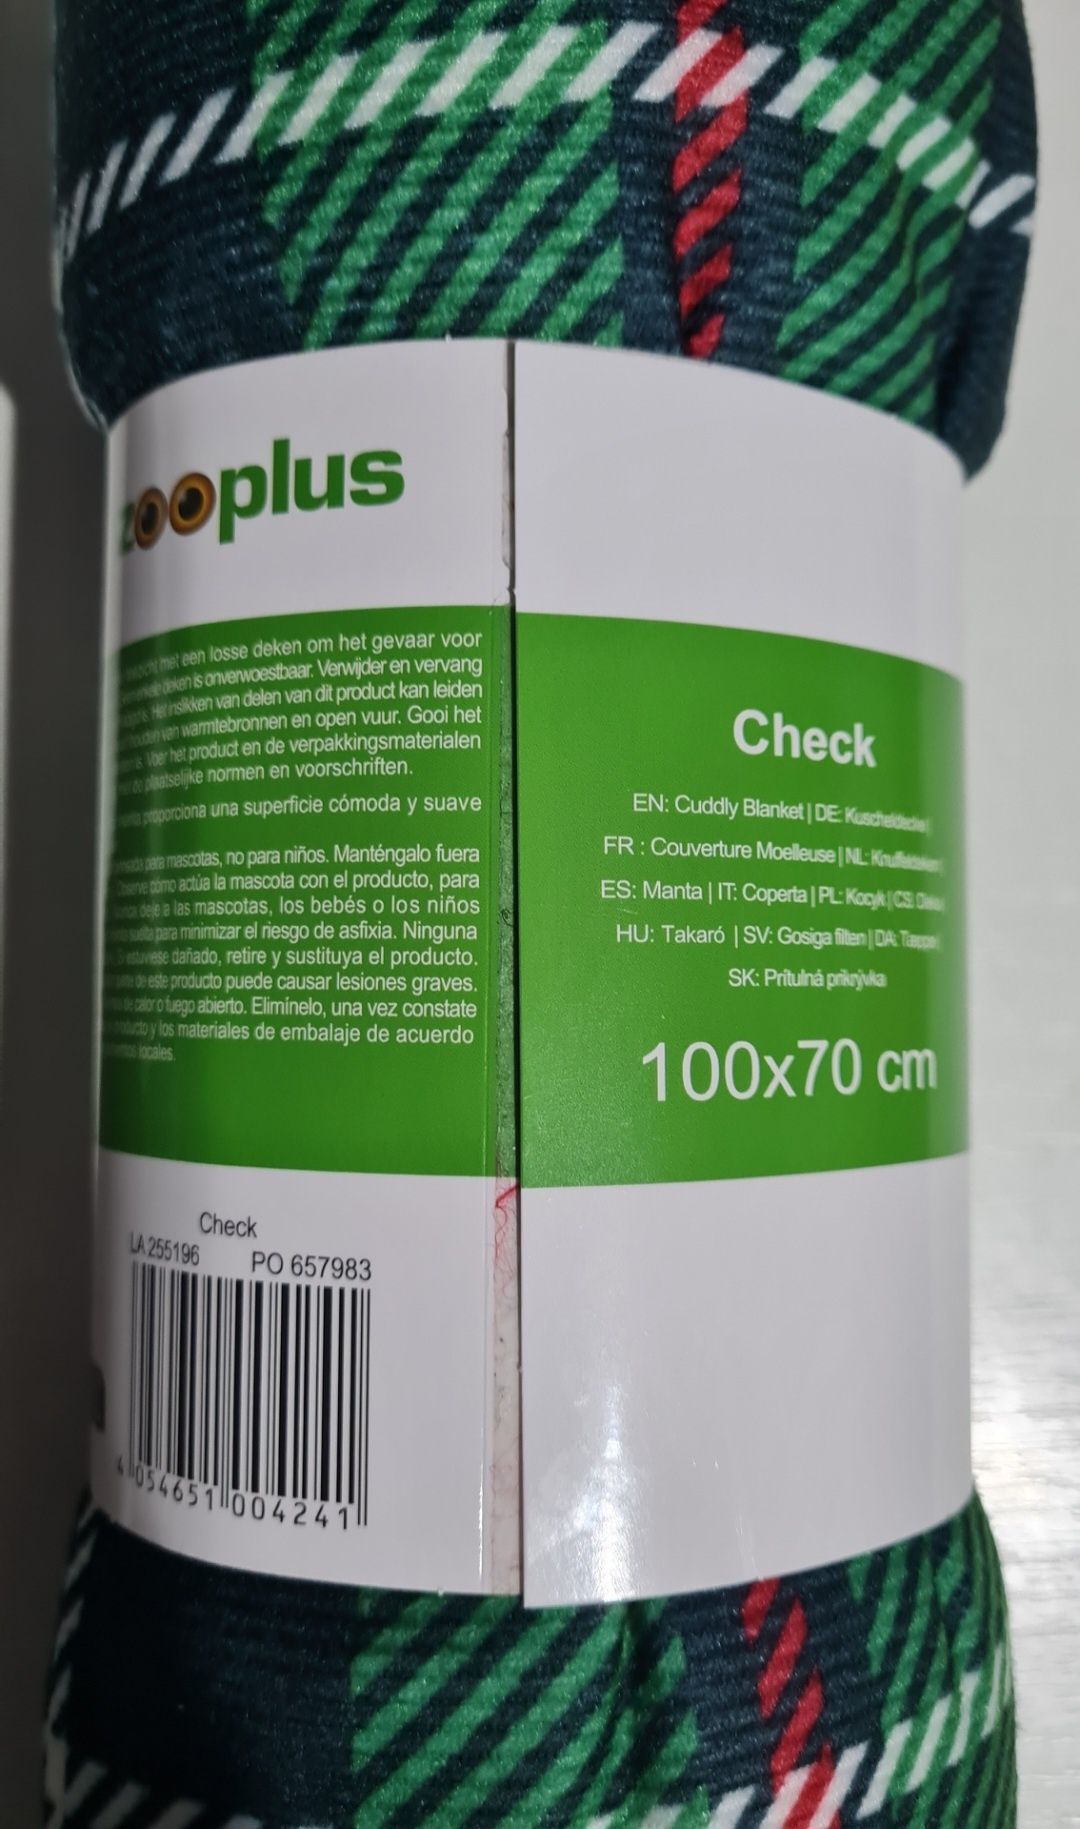 zooplus
met een losse deken om het gevaar voor
deken is onverwoestbaar. Verwijder en vervang
Het inslikken van delen van dit product kan leiden
van warmtebronnen en open vuur. Gooi het
Voer het product en de verpakkingsmaterialen
de plaatselijke normen en voorschriften.
proporciona una superficie cómoda y suave
para mascotas, no para niños. Manténgalo fuera
Observe cómo actúa la mascota con el producto, para
Nunca deje a las mascotas, los bebés o los niños
suelta para minimizar el riesgo de asfixia. Ninguna
Si estuviese dañado, retire y sustituya el producto.
de este producto puede causar lesiones graves.
de calor o fuego abierto. Elimínelo, una vez constate
producto y los materiales de embalaje de acuerdo
locales.
Check
LA 255196 PO 657983
4 054651 004241
Check
EN: Cuddly Blanket | DE: Kuscheldecke |
FR : Couverture Moelleuse | NL: Knuffeldeken |
ES: Manta | IT: Coperta | PL: Kocyk | CS: Deka |
HU: Takaró | SV: Gosiga filten | DA: Tæppe |
SK: Prítulná prikrývka
100x70 cm